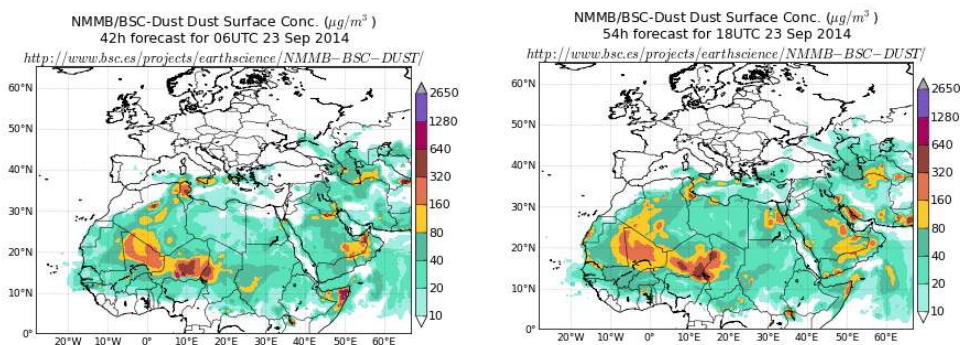 NMMB/BSC-Dust Dust Surface Conc. (μg/m³)
42h forecast for 06UTC 23 Sep 2014
http://www.bsc.es/projects/earthscience/NMMB-BSC-DUST/
60°N
50°N
40°N
30°N
20°N
10°N
0°
20°W
10°W
0°
10°E
20°E
30°E
40°E
50°E
60°E
2650
1280
640
320
160
80
40
20
10
NMMB/BSC-Dust Dust Surface Conc. (μg/m³)
54h forecast for 18UTC 23 Sep 2014
http://www.bsc.es/projects/earthscience/NMMB-BSC-DUST/
60°N
50°N
40°N
30°N
20°N
10°N
0°
20°W
10°W
0°
10°E
20°E
30°E
40°E
50°E
60°E
2650
1280
640
320
160
80
40
20
10